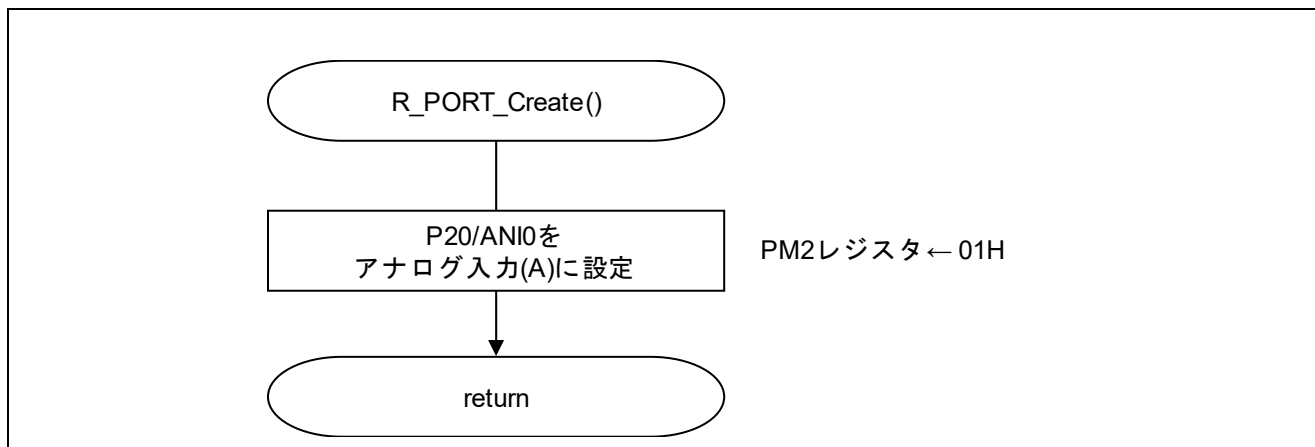 R_PORT_Create()
P20/ANI0を
アナログ入力(A)に設定
PM2レジスタ← 01H
return